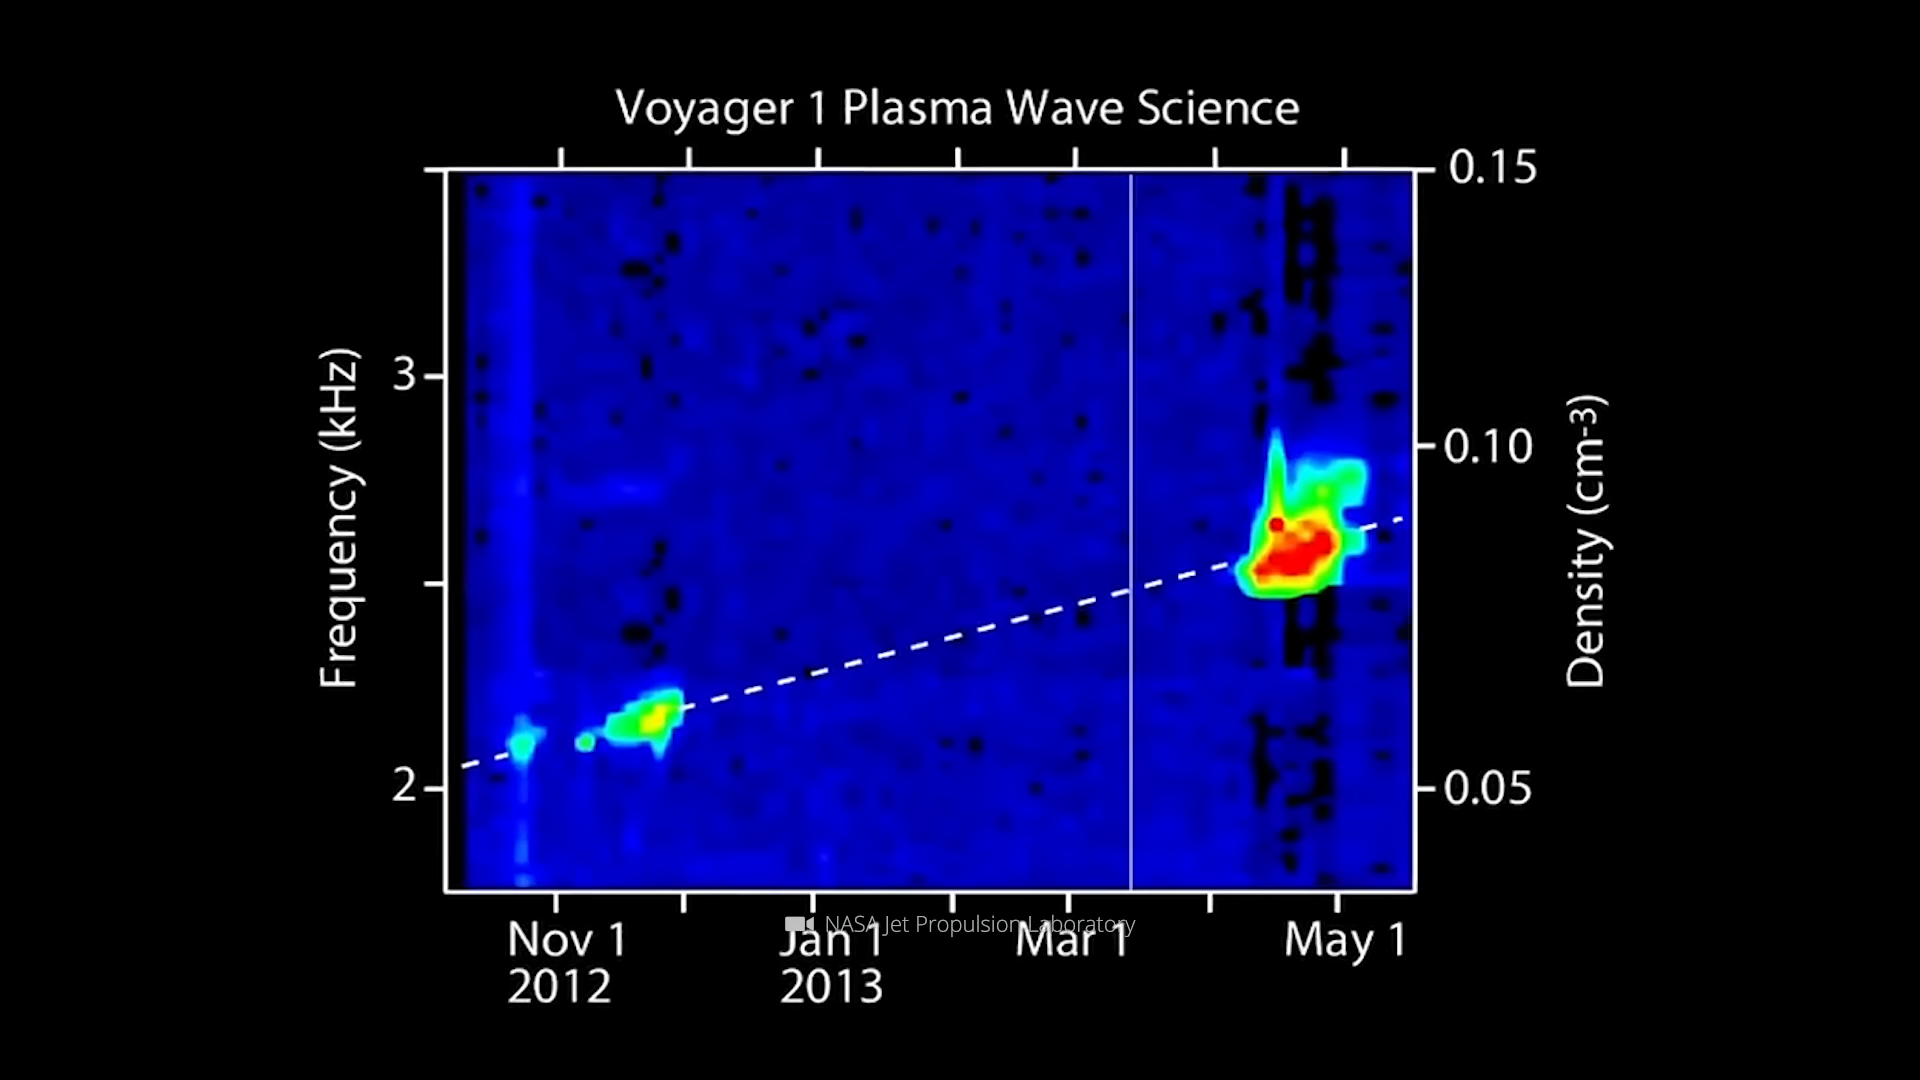 Voyager 1 Plasma Wave Science
0.15
3
Frequency (kHz)
0.10
Density (cm-3)
2
0.05
NASA Jet Propulsion Laboratory
Nov 1
2012
Jan 1
2013
Mar 1
May 1